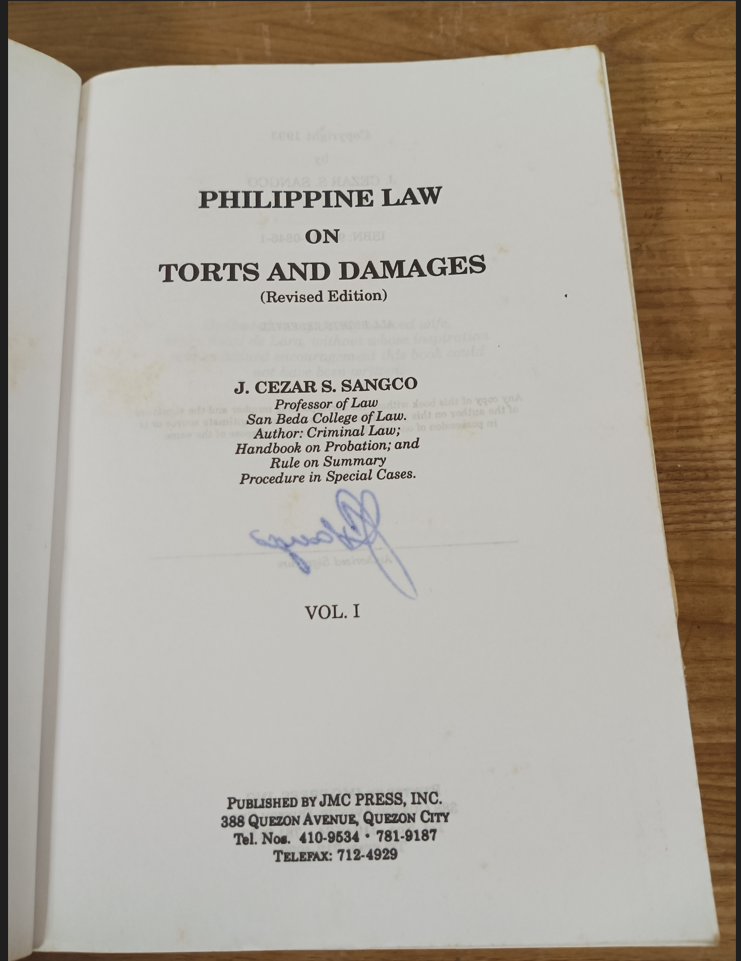 PHILIPPINE LAW
ON
TORTS AND DAMAGES
(Revised Edition)
J. CEZAR S. SANGCO
Professor of Law
San Beda College of Law.
Author: Criminal Law;
Handbook on Probation; and
Rule on Summary
Procedure in Special Cases.
VOL. I
PUBLISHED BY JMC PRESS, INC.
388 QUEZON AVENUE, QUEZON CITY
Tel. Nos. 410-9534 • 781-9187
TELEFAX: 712-4929